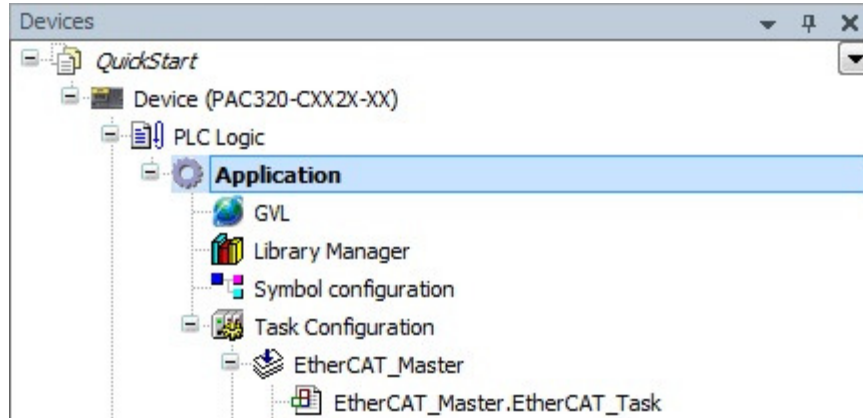 Devices
QuickStart
Device (PAC320-CXX2X-XX)
PLC Logic
Application
GVL
Library Manager
Symbol configuration
Task Configuration
EtherCAT_Master
EtherCAT_Master.EtherCAT_Task